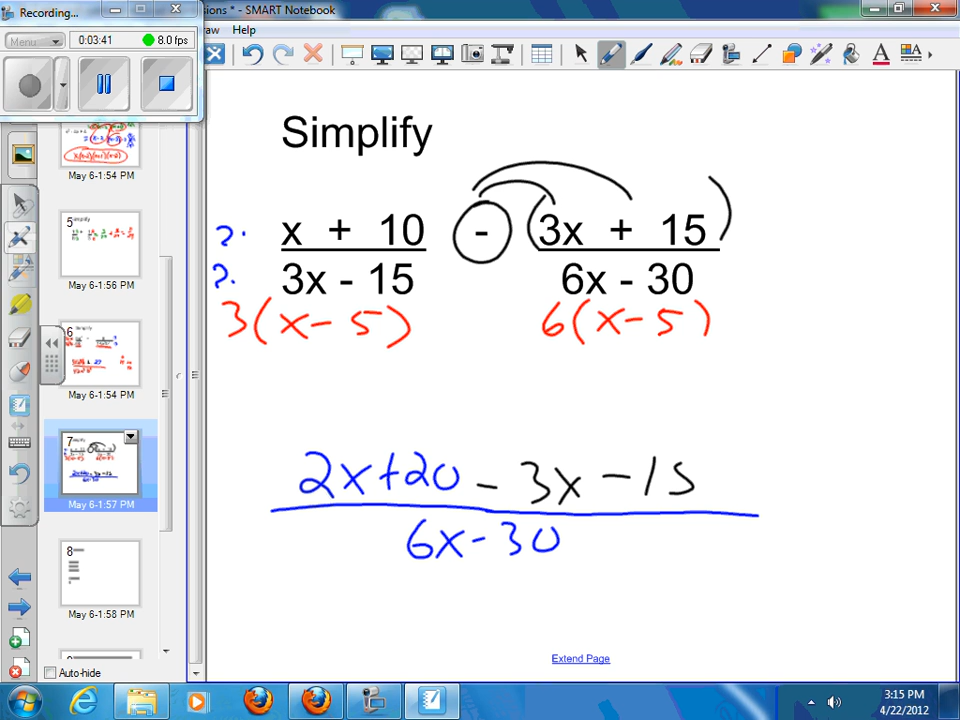 Recording...
sions * - SMART Notebook
Menu
0:03:41
8.0 fps
raw Help
May 6-1:54 PM
5
May 6-1:56 PM
6
May 6-1:54 PM
7
May 6-1:57 PM
8
May 6-1:58 PM
Auto-hide
Simplify
2. x + 10 - (3x + 15)
2. 3x - 15 6x - 30
3(x - 5) 6(x - 5)
2x+20 - 3x - 15
6x - 30
Extend Page
3:15 PM
4/22/2012